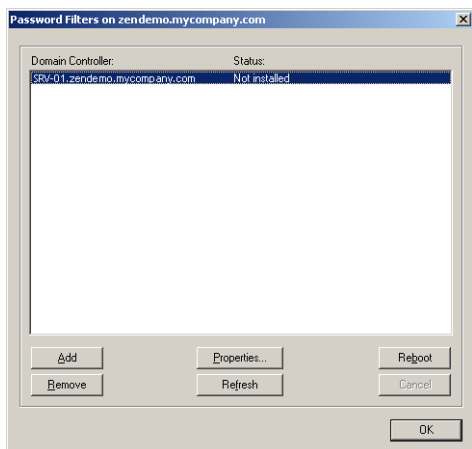 Password Filters on zendemo.mycompany.com
Domain Controller: Status:
SRV-01.zendemo.mycompany.com Not installed
Add Properties... Reboot
Remove Refresh Cancel
OK